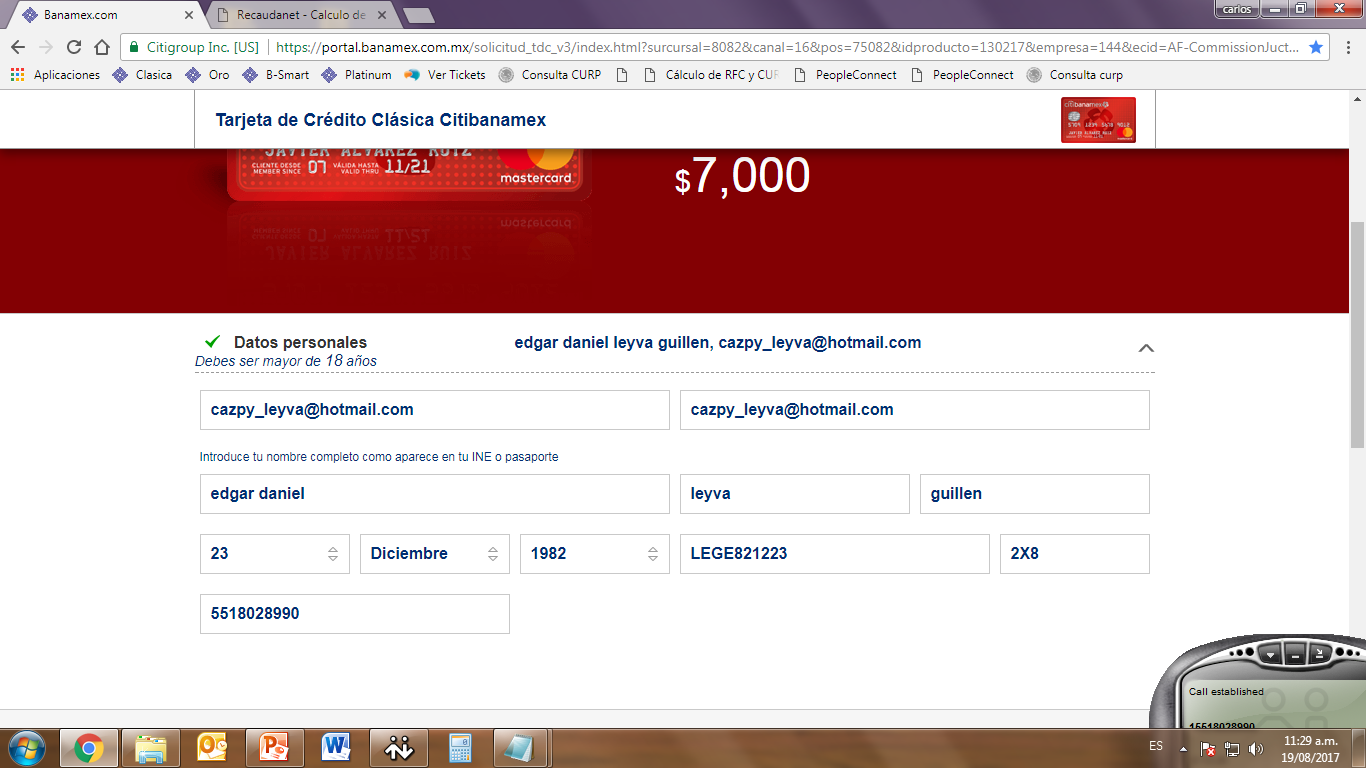 Banamex.com
Recaudanet - Calculo de
carlos
Citigroup Inc. [US]
https://portal.banamex.com.mx/solicitud_tdc_v3/index.html?surcursal=8082&canal=16&pos=75082&idproducto=130217&empresa=144&ecid=AF-CommissionJuct...
Aplicaciones
Clasica
Oro
B-Smart
Platinum
Ver Tickets
Consulta CURP
Cálculo de RFC y CUR
PeopleConnect
PeopleConnect
Consulta curp
Tarjeta de Crédito Clásica Citibanamex
citibanamex
JAVIER ALVAREZ RUIZ
CLIENTE DESDE
MEMBER SINCE
07
VÁLIDA HASTA
VALID THRU
11/21
mastercard
$7,000
Datos personales
edgar daniel leyva guillen, cazpy_leyva@hotmail.com
Debes ser mayor de 18 años
cazpy_leyva@hotmail.com
cazpy_leyva@hotmail.com
Introduce tu nombre completo como aparece en tu INE o pasaporte
edgar daniel
leyva
guillen
23
Diciembre
1982
LEGE821223
2X8
5518028990
Call established
15518028990
ES
11:29 a.m.
19/08/2017